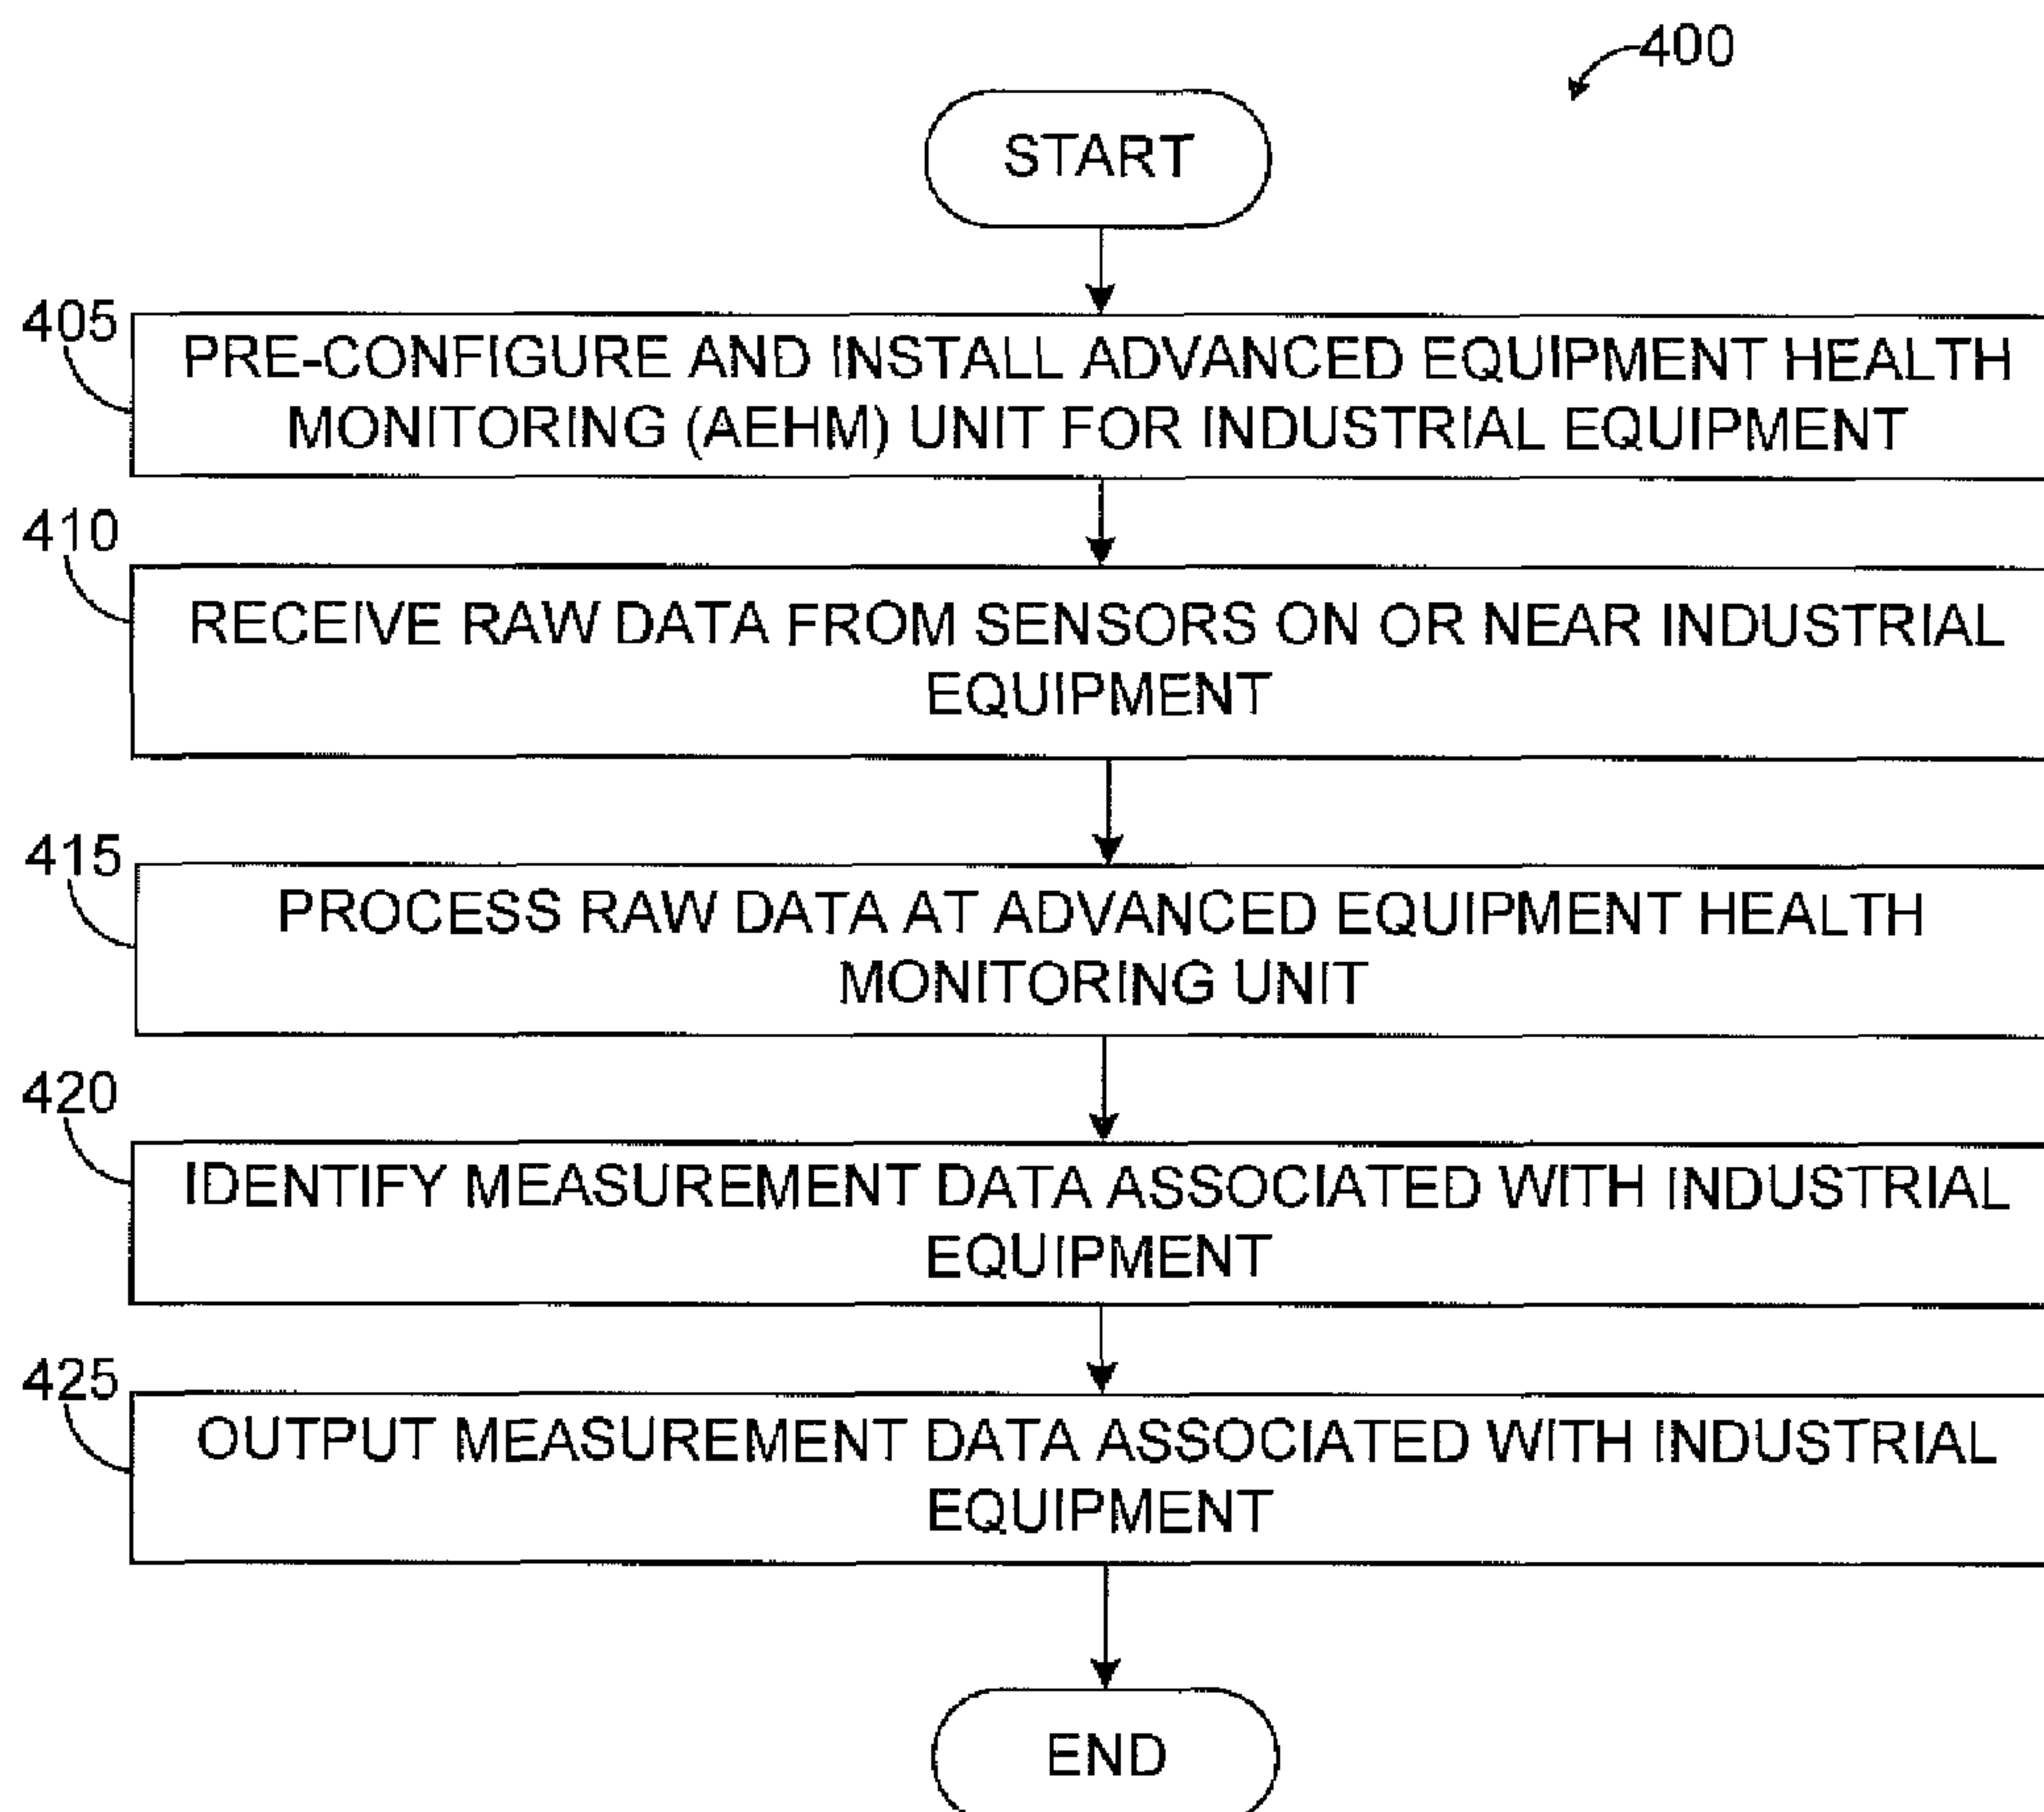 400
START
405
PRE-CONFIGURE AND INSTALL ADVANCED EQUIPMENT HEALTH
MONITORING (AEHM) UNIT FOR INDUSTRIAL EQUIPMENT
410
RECEIVE RAW DATA FROM SENSORS ON OR NEAR INDUSTRIAL
EQUIPMENT
415
PROCESS RAW DATA AT ADVANCED EQUIPMENT HEALTH
MONITORING UNIT
420
IDENTIFY MEASUREMENT DATA ASSOCIATED WITH INDUSTRIAL
EQUIPMENT
425
OUTPUT MEASUREMENT DATA ASSOCIATED WITH INDUSTRIAL
EQUIPMENT
END